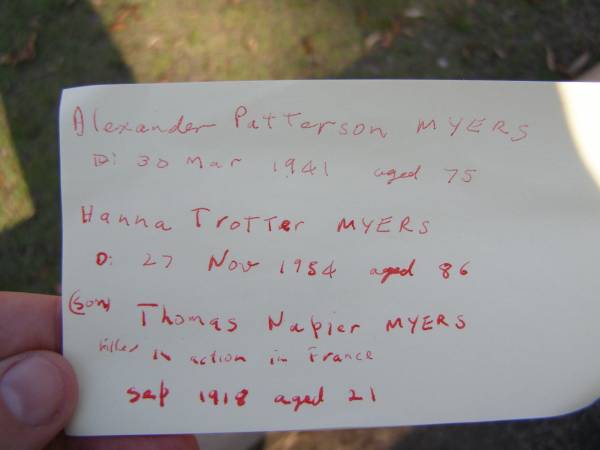 Alexander Patterson MYERS
D: 30 Mar 1941 aged 75
Hanna Trotter MYERS
D: 27 Nov 1954 aged 86
(son) Thomas Napier MYERS
killed in action in France
Sep 1918 aged 21